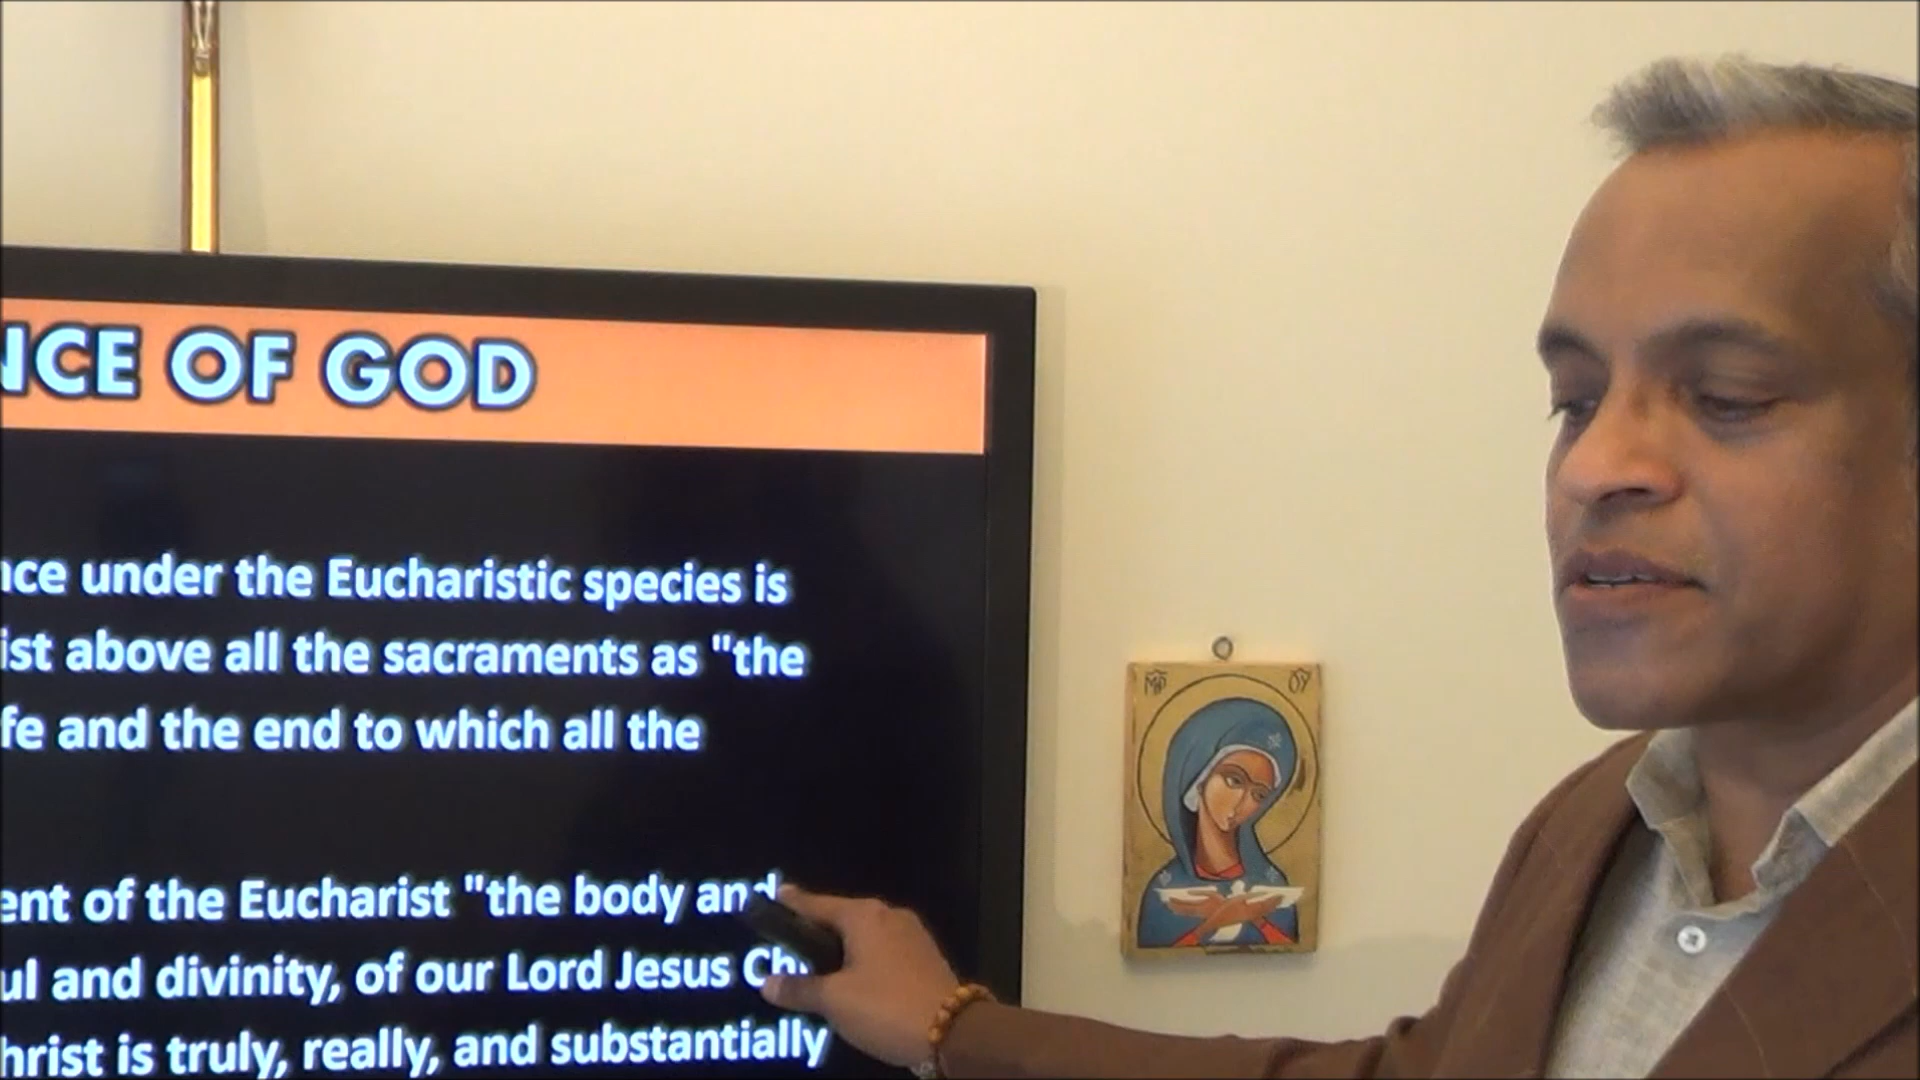 NCE OF GOD
nce under the Eucharistic species is
ist above all the sacraments as "the
fe and the end to which all the
ent of the Eucharist "the body and
ul and divinity, of our Lord Jesus Ch
hrist is truly, really, and substantially